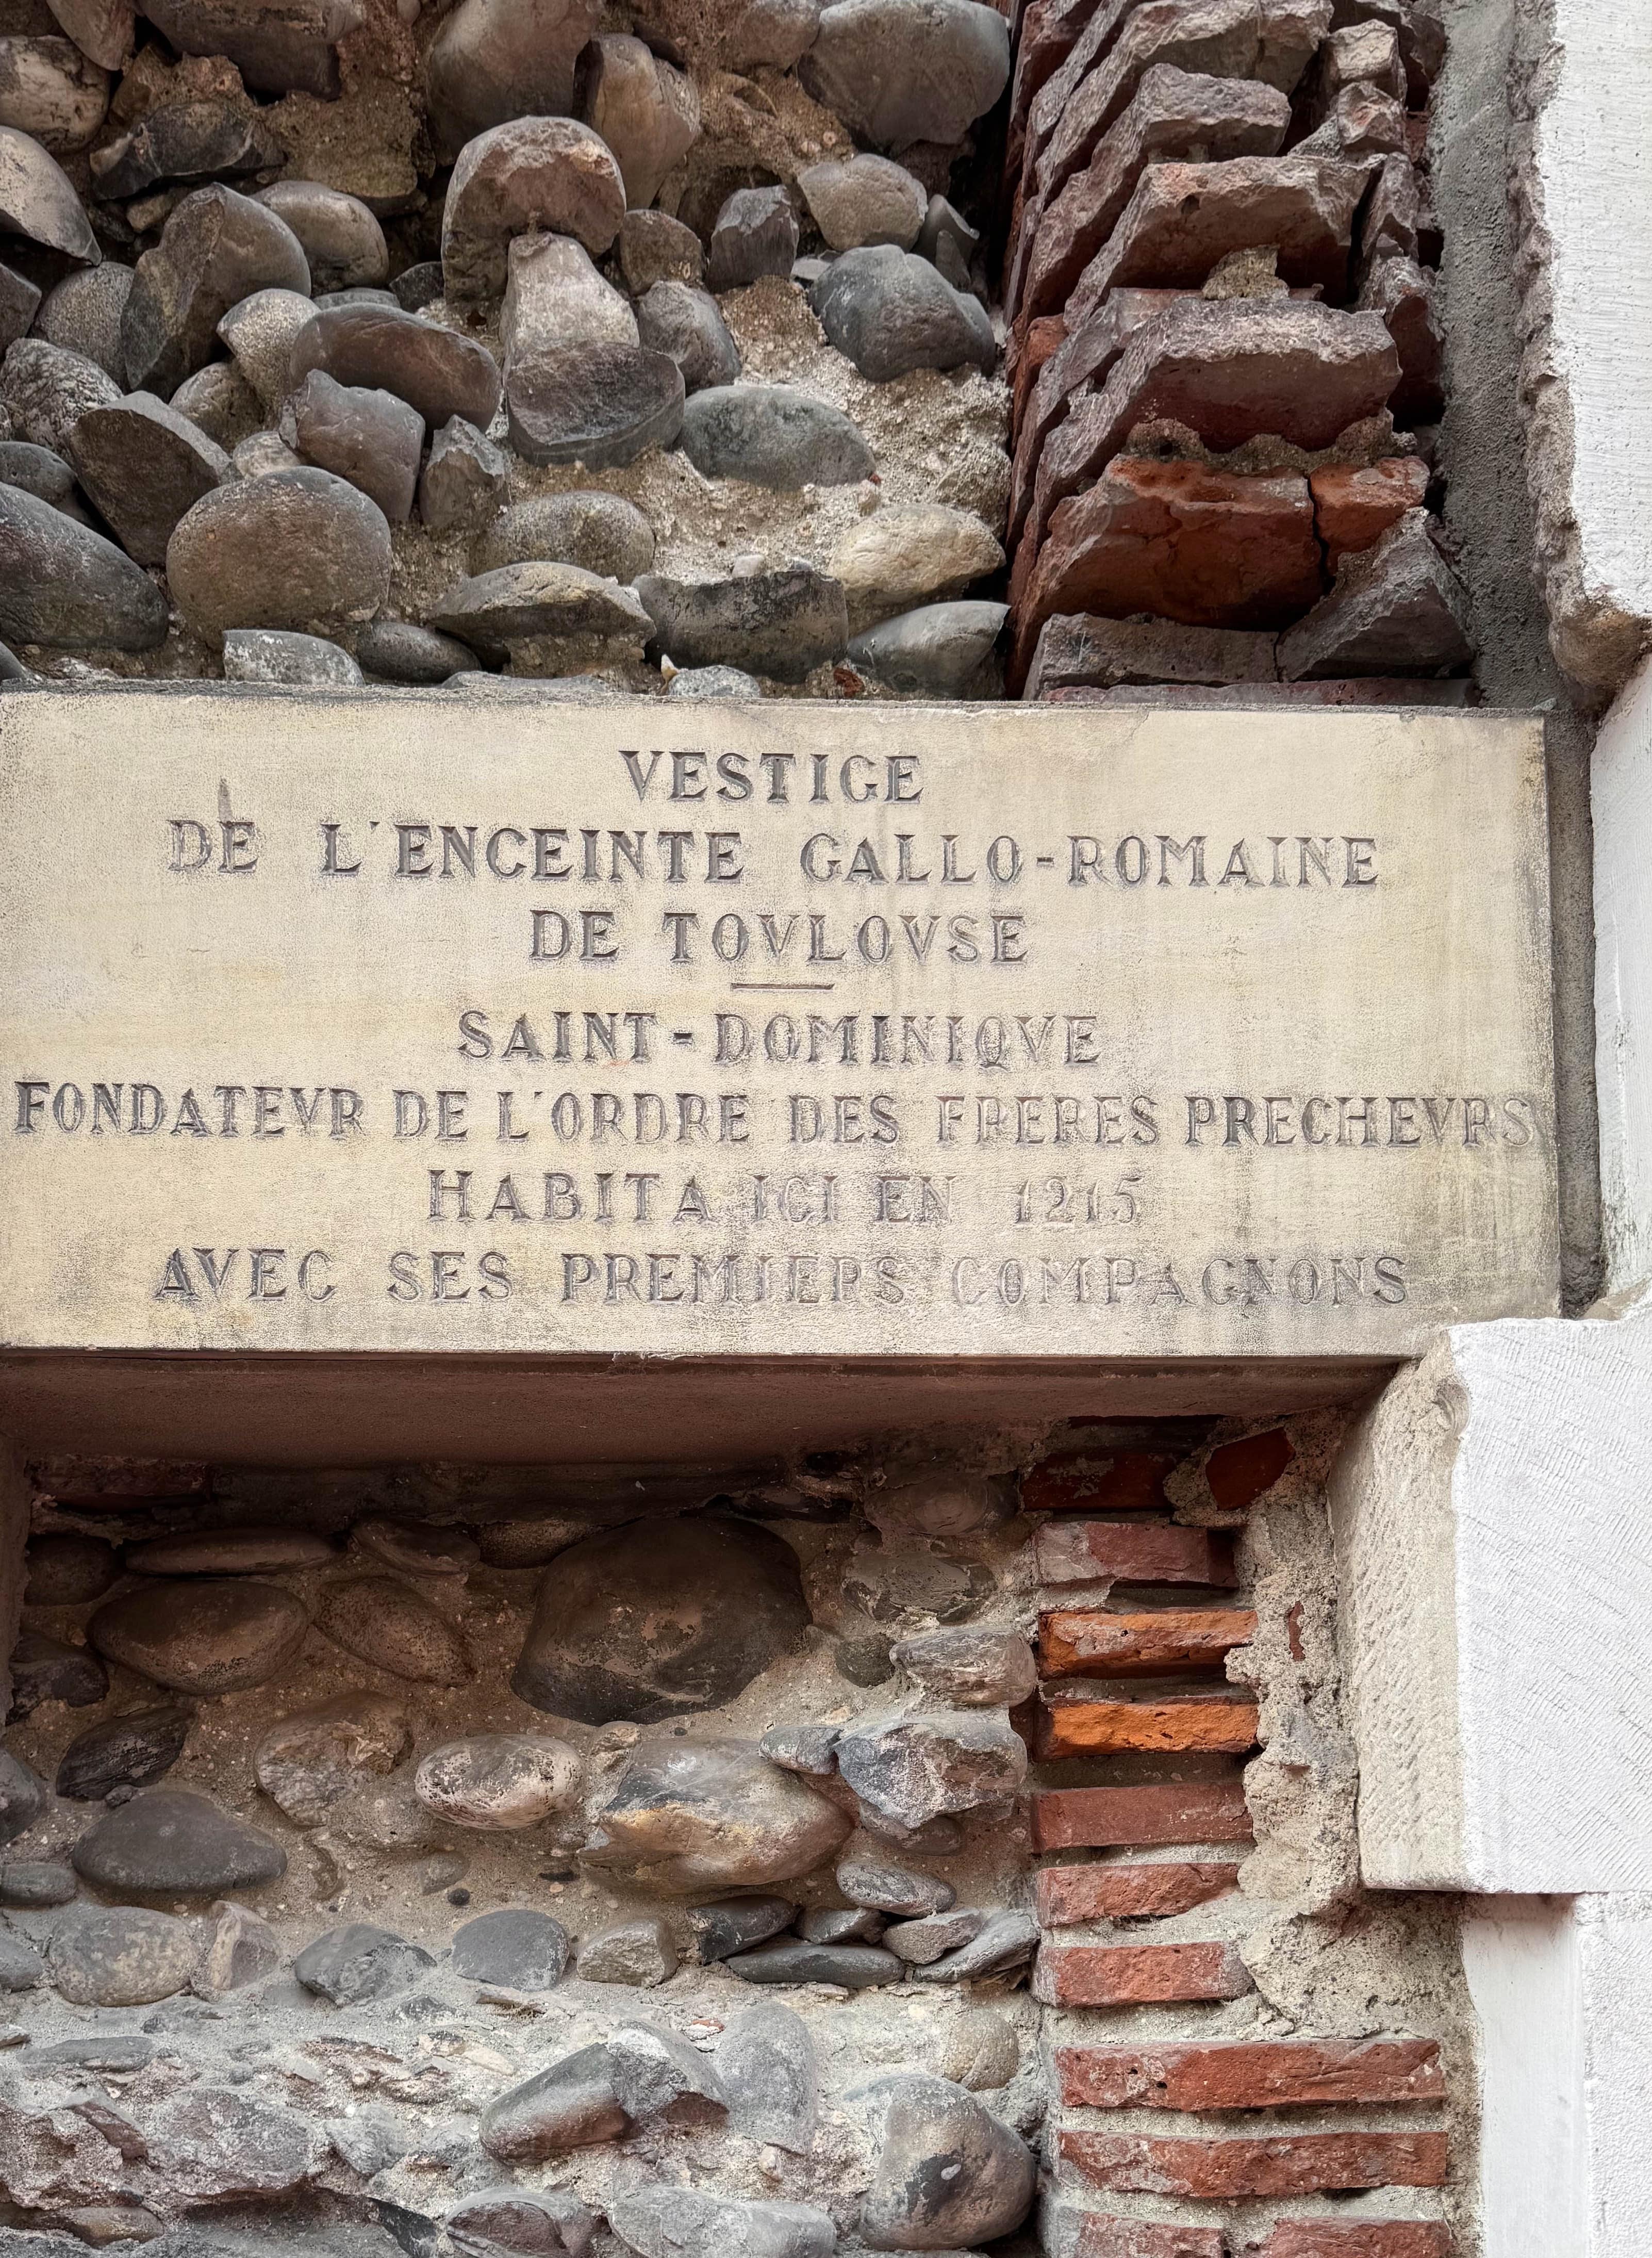 VESTIGE
DE L'ENCEINTE GALLO-ROMAINE
DE TOVLOVSE
SAINT-DOMINIQVE
FONDATEVR DE L'ORDRE DES FRERES PRECHEVRS
HABITA ICI EN 1215
AVEC SES PREMIERS COMPAGNONS